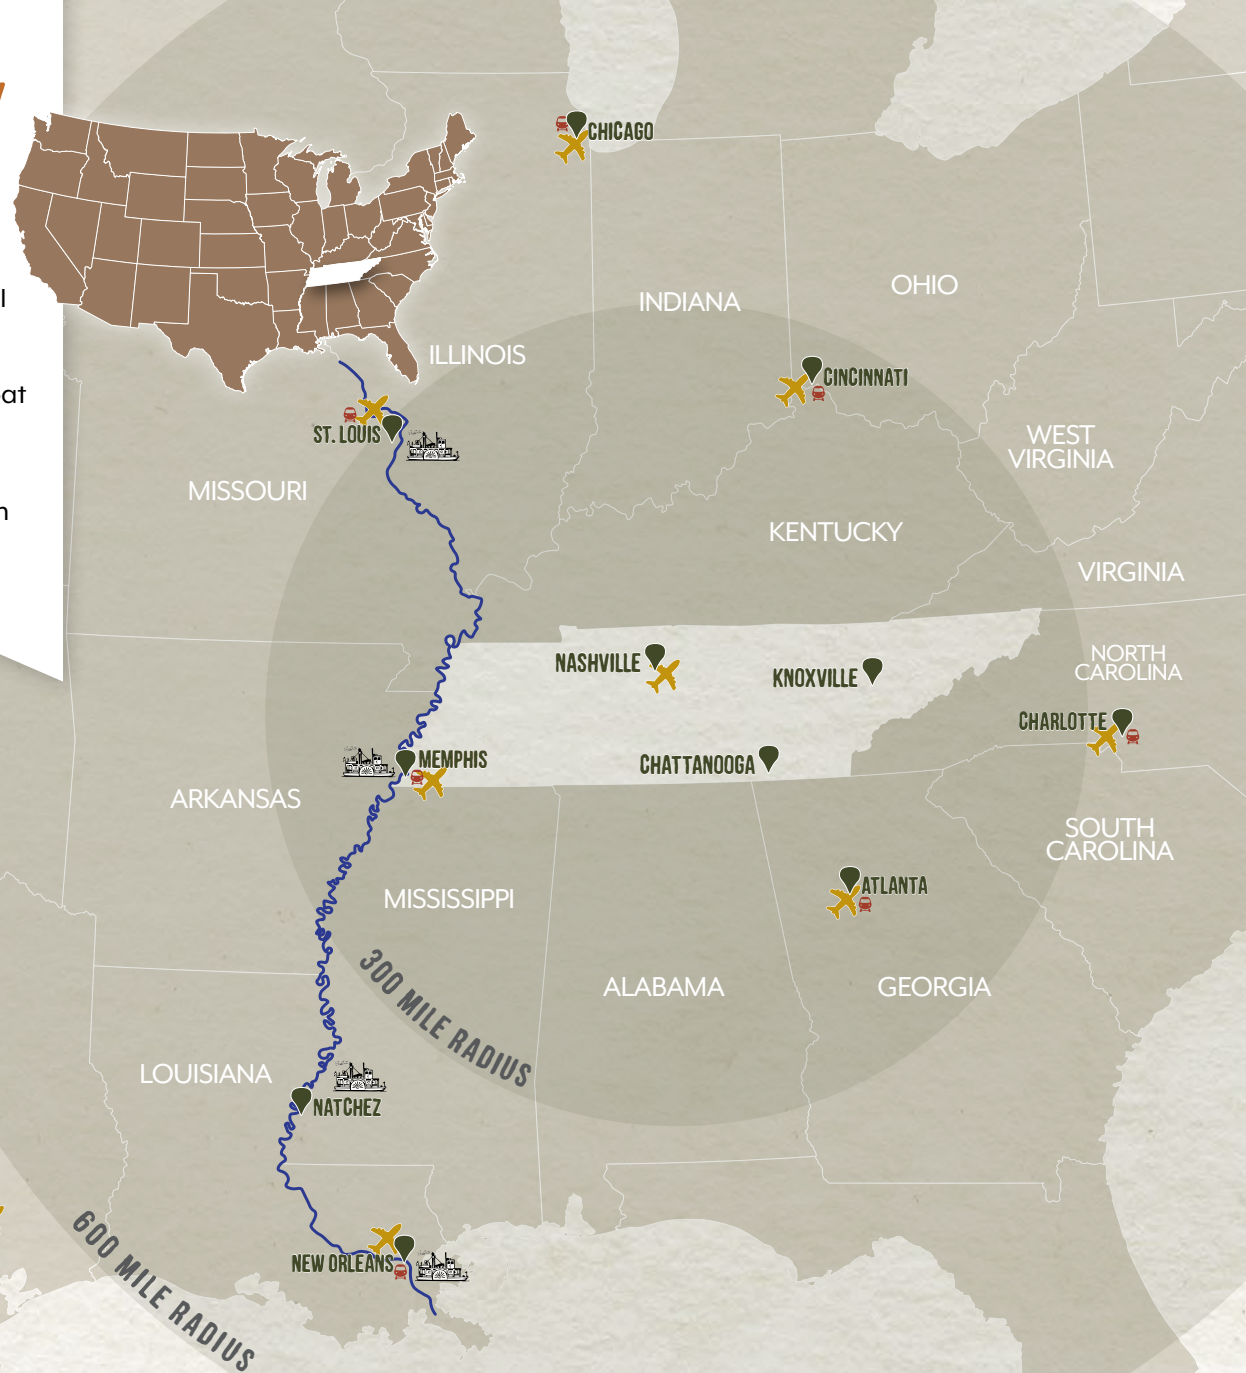 CHICAGO
OHIO
INDIANA
l
ILLINOIS
CINCINNATI
at
ST. LOUIS
WEST
VIRGINIA
MISSOURI
n
KENTUCKY
VIRGINIA
NASHVILLE
KNOXVILLE
NORTH
CAROLINA
CHARLOTTE
MEMPHIS
CHATTANOOGA
ARKANSAS
SOUTH
CAROLINA
ATLANTA
MISSISSIPPI
300 MILE RADIUS
ALABAMA
GEORGIA
LOUISIANA
NATCHEZ
NEW ORLEANS
600 MILE RADIUS